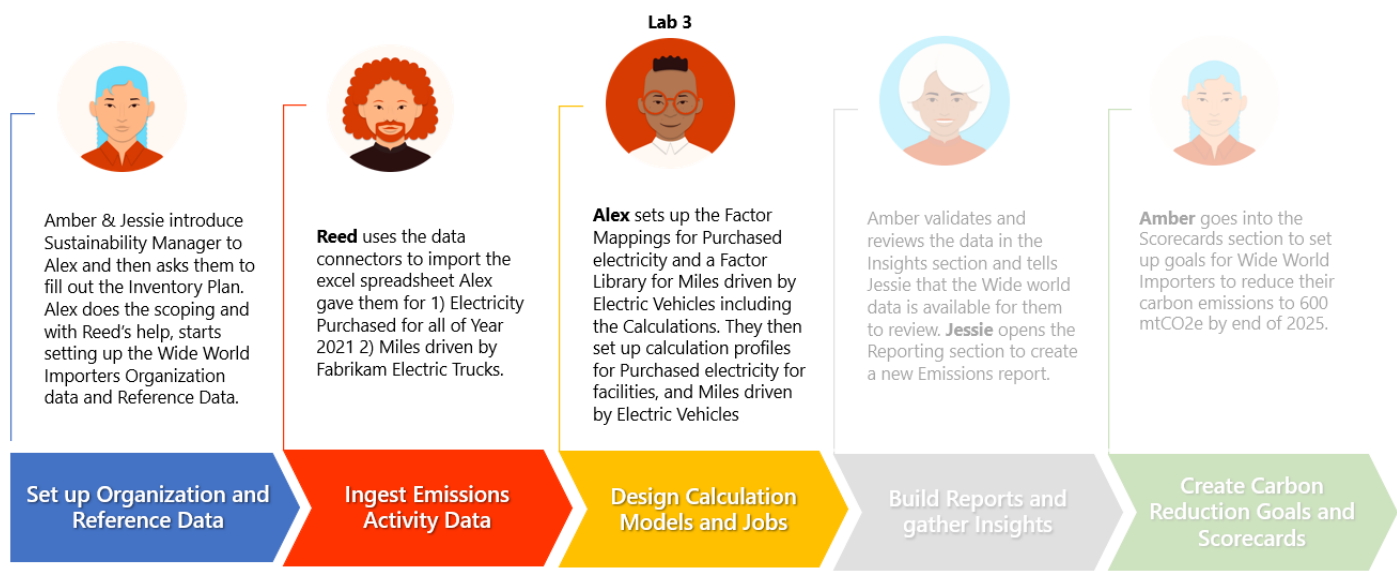 Lab 3
Amber & Jessie introduce
Sustainability Manager to
Alex and then asks them to
fill out the Inventory Plan.
Alex does the scoping and
with Reed's help, starts
setting up the Wide World
Importers Organization
data and Reference Data.
Reed uses the data
connectors to import the
excel spreadsheet Alex
gave them for 1) Electricity
Purchased for all of Year
2021 2) Miles driven by
Fabrikam Electric Trucks.
Alex sets up the Factor
Mappings for Purchased
electricity and a Factor
Library for Miles driven by
Electric Vehicles including
the Calculations. They then
set up calculation profiles
for Purchased electricity for
facilities, and Miles driven
by Electric Vehicles
Amber validates and
reviews the data in the
Insights section and tells
Jessie that the Wide world
data is available for them
to review. Jessie opens the
Reporting section to create
a new Emissions report.
Amber goes into the
Scorecards section to set
up goals for Wide World
Importers to reduce their
carbon emissions to 600
mtCO2e by end of 2025.
Set up Organization and
Reference Data
Ingest Emissions
Activity Data
Design Calculation
Models and Jobs
Build Reports and
gather Insights
Create Carbon
Reduction Goals and
Scorecards